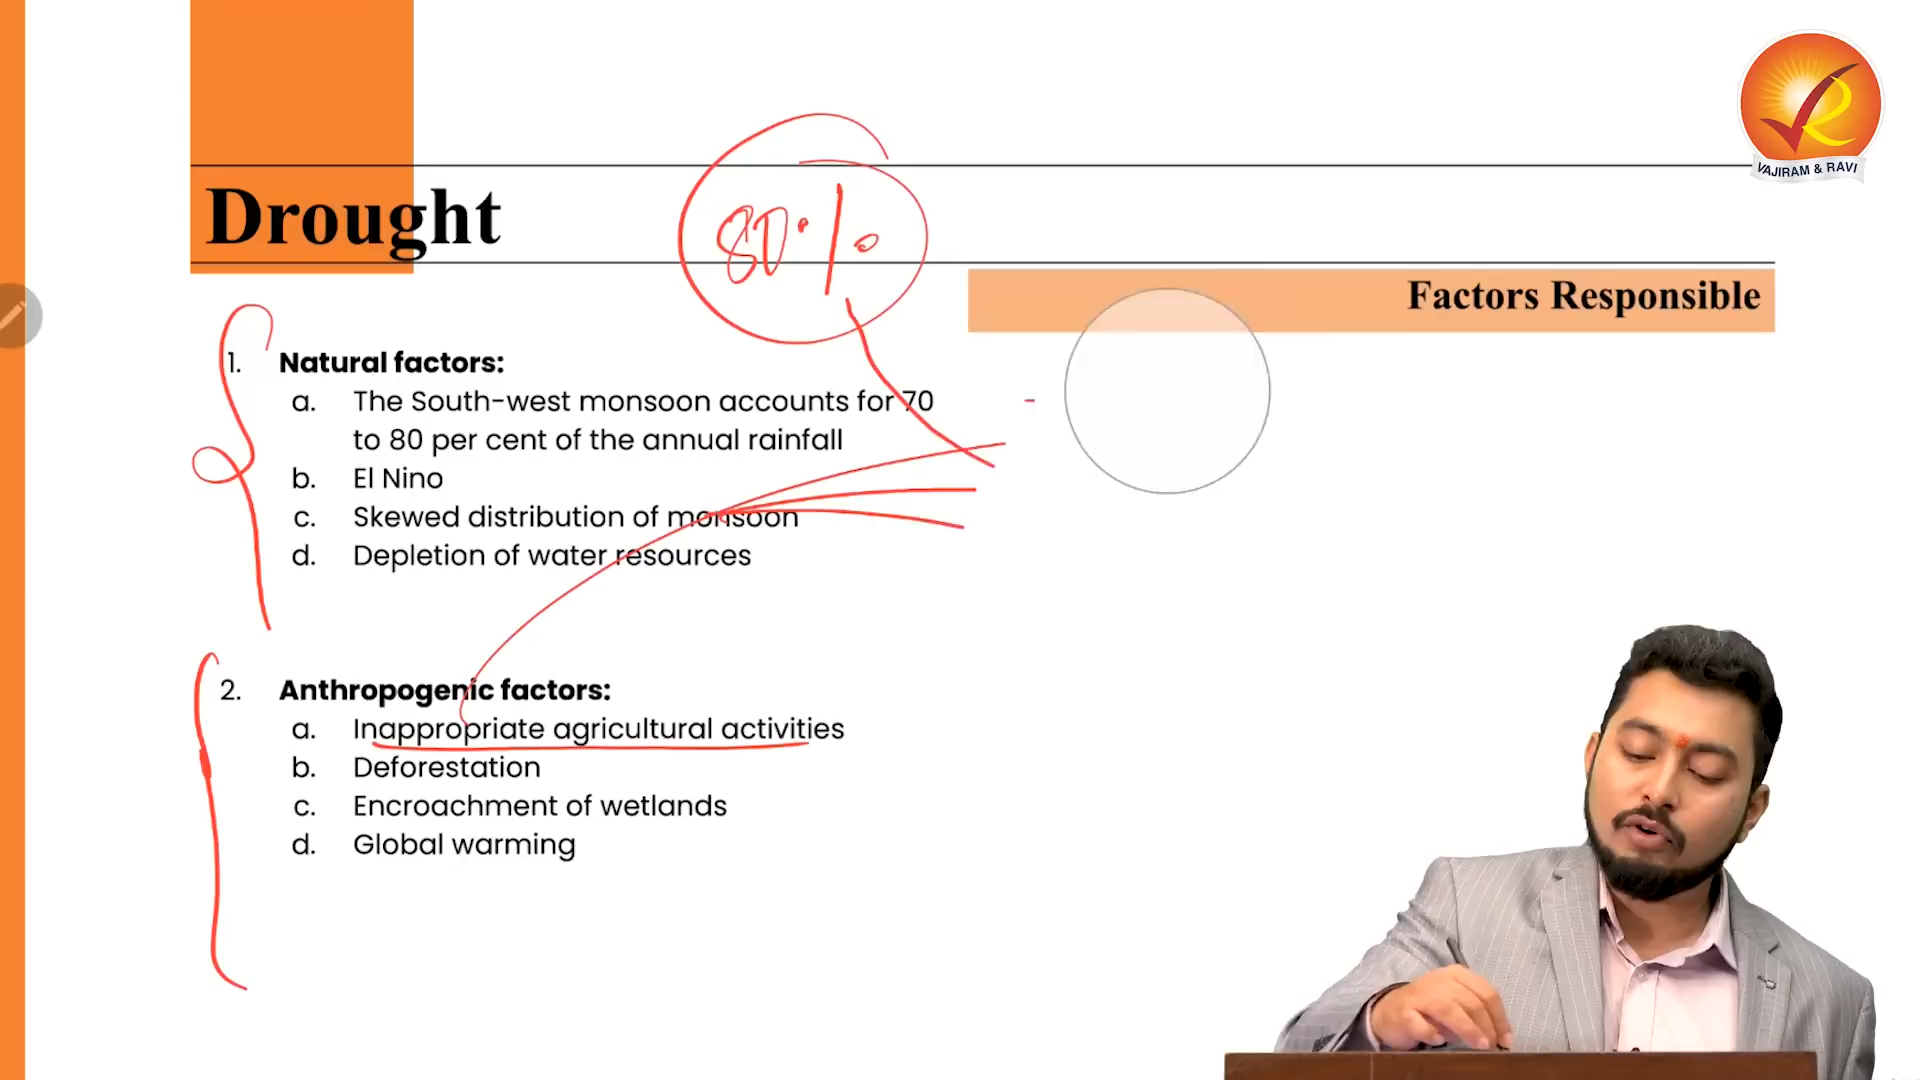 VAJIRAM & RAVI
Drought
80%
Factors Responsible
1. Natural factors:
a. The South-west monsoon accounts for 70
to 80 per cent of the annual rainfall
b. El Nino
c. Skewed distribution of monsoon
d. Depletion of water resources
2. Anthropogenic factors:
a. Inappropriate agricultural activities
b. Deforestation
c. Encroachment of wetlands
d. Global warming